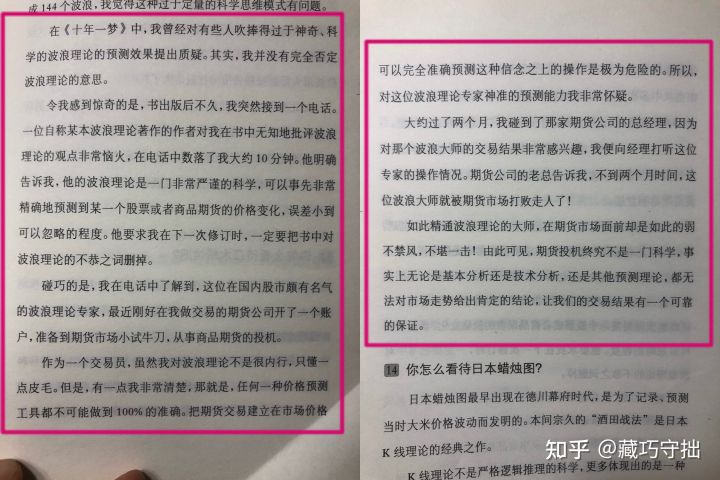 成 144 个波浪，我觉得这种过于定量的科学思维模式有问题。
在《十年一梦》中，我曾经对有些人吹捧得过于神奇、科
学的波浪理论的预测效果提出质疑。其实，我并没有完全否定
波浪理论的意思。
令我感到惊奇的是，书出版后不久，我突然接到一个电话。
一位自称某本波浪理论著作的作者对我在书中无知地批评波浪
理论的观点非常恼火，在电话中数落了我大约 10 分钟。他明确
告诉我，他的波浪理论是一门非常严谨的科学，可以事先非常
精确地预测到某一个股票或者商品期货的价格变化，误差小到
可以忽略的程度。他要求我在下一次修订时，一定要把书中对
波浪理论的不恭之词删掉。
碰巧的是，我在电话中了解到，这位在国内股市颇有名气
的波浪理论专家，最近刚好在我做交易的期货公司开了一个账
户，准备到期货市场小试牛刀，从事商品期货的投机。
作为一个交易员，虽然我对波浪理论不是很内行，只懂一
点皮毛。但是，有一点我非常清楚，那就是，任何一种价格预测
工具都不可能做到 100% 的准确。把期货交易建立在市场价格
可以完全准确预测这种信念之上的操作是极为危险的。所以，
对这位波浪理论专家神准的预测能力我非常怀疑。
大约过了两个月，我碰到了那家期货公司的总经理，因为
对那个波浪大师的交易结果非常感兴趣，我便向经理打听这位
专家的操作情况。期货公司的老总告诉我，不到两个月时间，这
位波浪大师就被期货市场打败走人了！
如此精通波浪理论的大师，在期货市场面前却是如此的弱
不禁风，不堪一击！由此可见，期货投机终究不是一门科学，事
实上无论是基本分析还是技术分析，还是其他预测理论，都无
法对市场走势给出肯定的结论，让我们的交易结果有一个可靠
的保证。
14 你怎么看待日本蜡烛图？
日本蜡烛图最早出现在德川幕府时代，是为了记录、预测
当时大米价格波动而发明的。本间宗久的“酒田战法”是日本
K 线理论的经典之作。
K 线理论不是严格逻辑推理的科学，更多体现出的是一种
知乎 @藏巧守拙